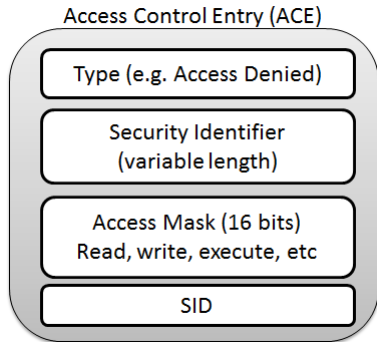 Access Control Entry (ACE)
Type (e.g. Access Denied)
Security Identifier
(variable length)
Access Mask (16 bits)
Read, write, execute, etc
SID